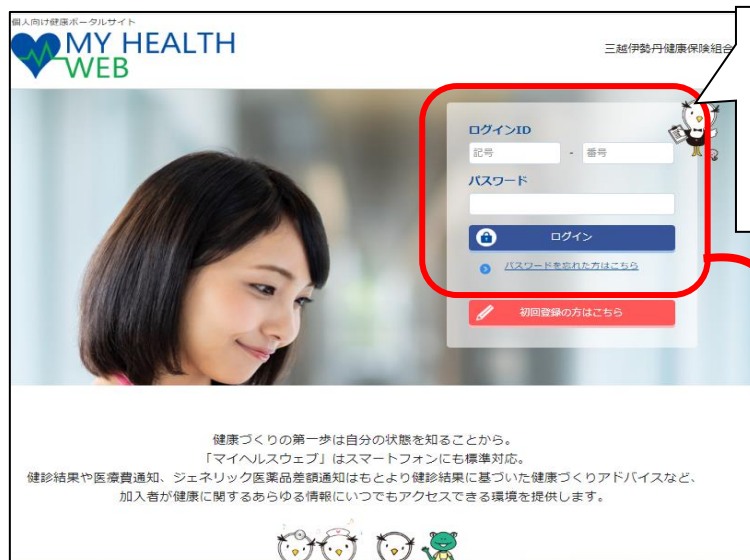 個人向け健康ポータルサイト
MY HEALTH
WEB
三越伊勢丹健康保険組合
ログインID
記号 - 番号
パスワード
ログイン
パスワードを忘れた方はこちら
初回登録の方はこちら
健康づくりの第一歩は自分の状態を知ることから。
「マイヘルスウェブ」はスマートフォンにも標準対応。
健診結果や医療費通知、ジェネリック医薬品差額通知はもとより健診結果に基づいた健康づくりアドバイスなど、
加入者が健康に関するあらゆる情報にいつでもアクセスできる環境を提供します。